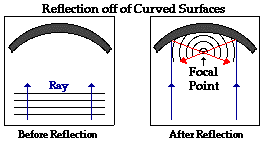 Reflection off of Curved Surfaces
Ray
Before Reflection
Focal
Point
After Reflection